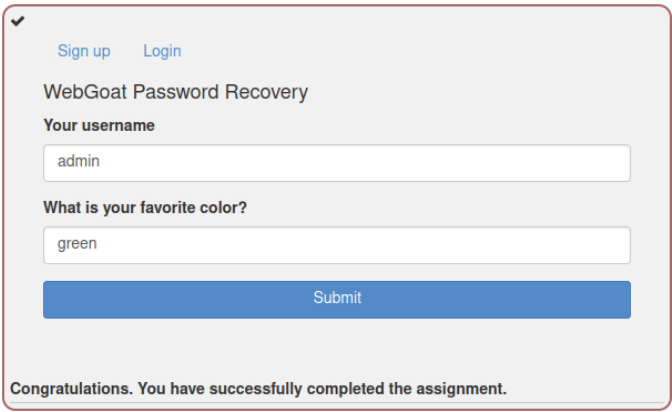 Sign up Login
WebGoat Password Recovery
Your username
admin
What is your favorite color?
green
Submit
Congratulations. You have successfully completed the assignment.